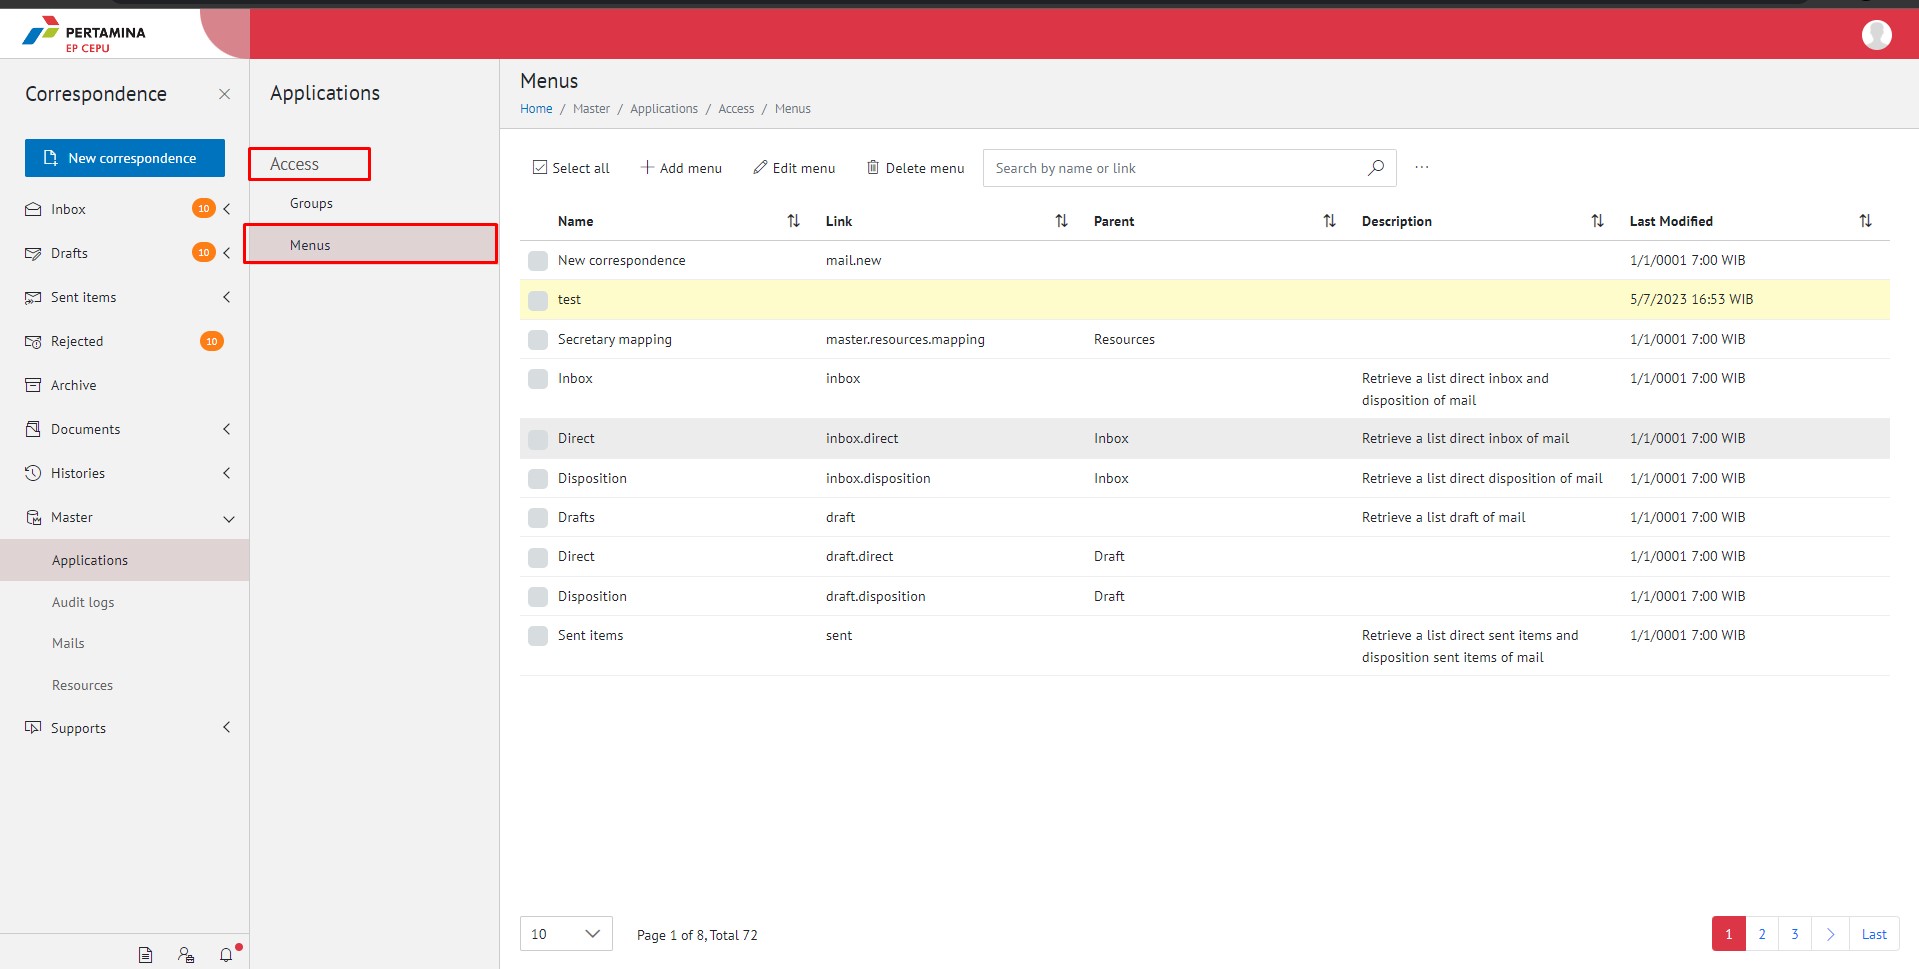 PERTAMINA
EP CEPU
Correspondence
New correspondence
Inbox 10
Drafts 10
Sent items
Rejected 10
Archive
Documents
Histories
Master
Applications
Audit logs
Mails
Resources
Supports
Applications
Access
Groups
Menus
Menus
Home / Master / Applications / Access / Menus
Select all Add menu Edit menu Delete menu Search by name or link ...
Name Link Parent Description Last Modified
New correspondence mail.new 1/1/0001 7:00 WIB
test 5/7/2023 16:53 WIB
Secretary mapping master.resources.mapping Resources 1/1/0001 7:00 WIB
Inbox inbox Retrieve a list direct inbox and 1/1/0001 7:00 WIB
disposition of mail
Direct inbox.direct Inbox Retrieve a list direct inbox of mail 1/1/0001 7:00 WIB
Disposition inbox.disposition Inbox Retrieve a list direct disposition of mail 1/1/0001 7:00 WIB
Drafts draft Retrieve a list draft of mail 1/1/0001 7:00 WIB
Direct draft.direct Draft 1/1/0001 7:00 WIB
Disposition draft.disposition Draft 1/1/0001 7:00 WIB
Sent items sent Retrieve a list direct sent items and 1/1/0001 7:00 WIB
disposition sent items of mail
10 Page 1 of 8, Total 72 1 2 3 Last